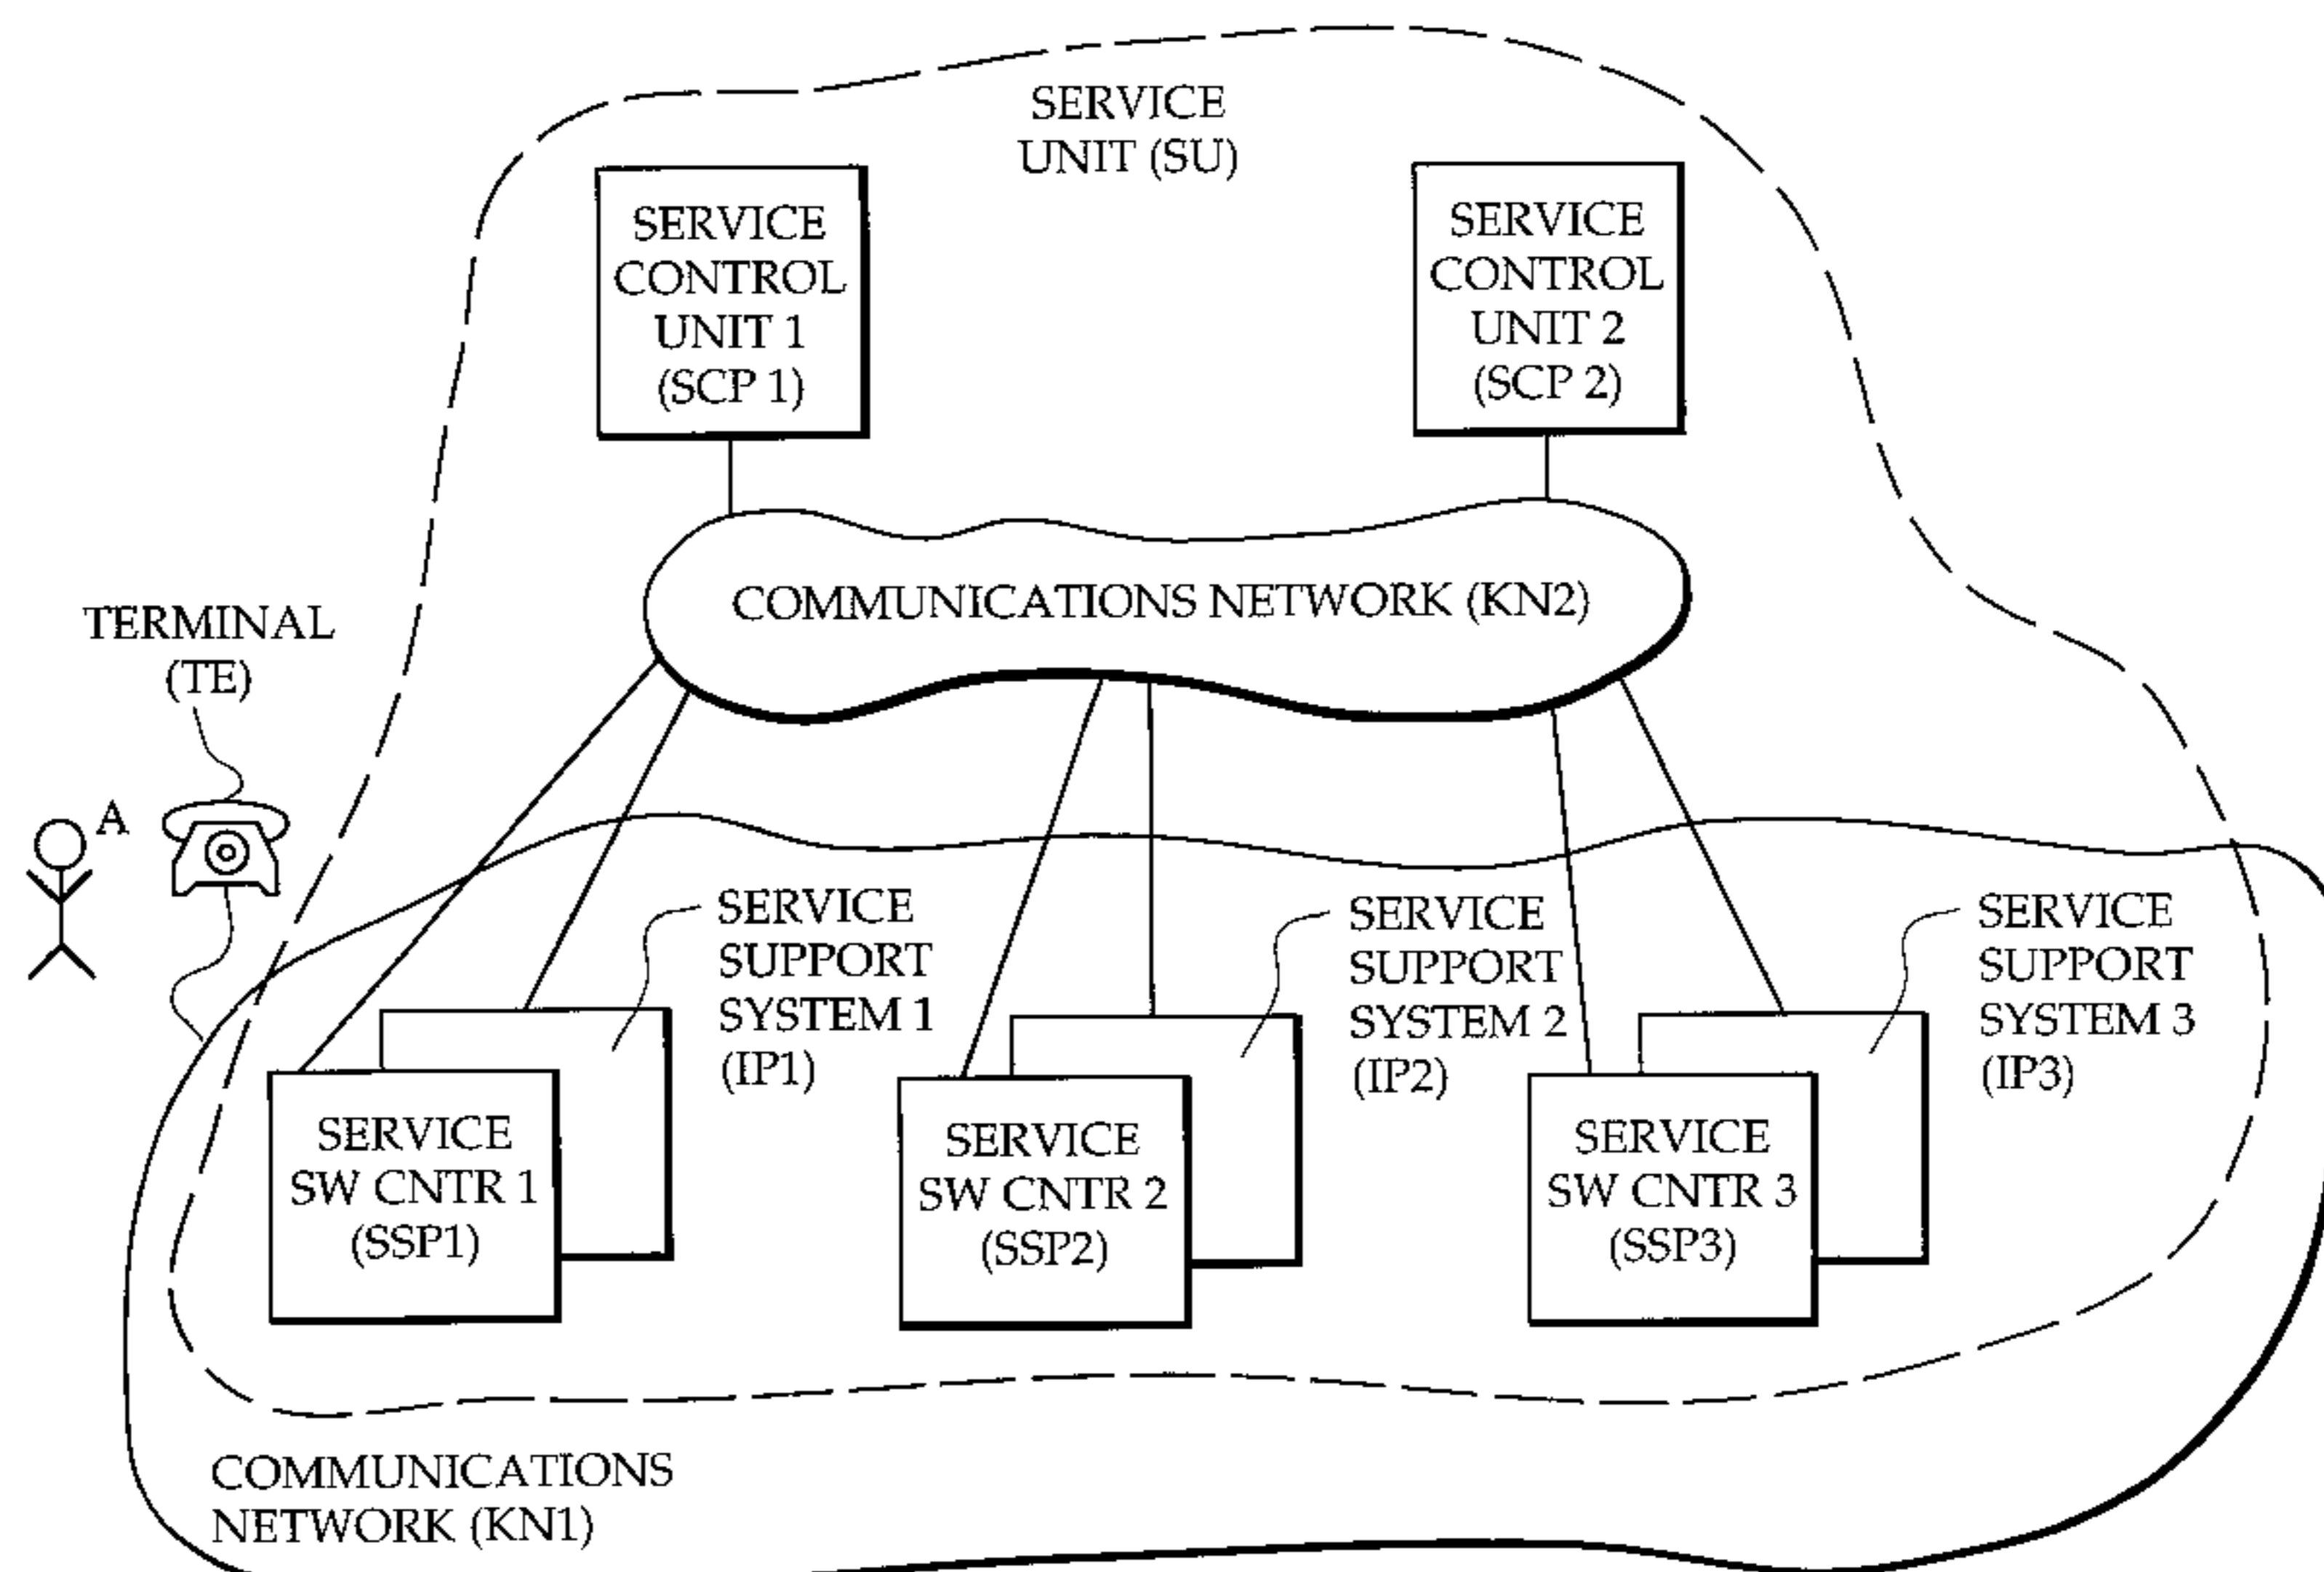 SERVICE
UNIT (SU)
SERVICE
CONTROL
UNIT 1
(SCP 1)
SERVICE
CONTROL
UNIT 2
(SCP 2)
COMMUNICATIONS NETWORK (KN2)
TERMINAL
(TE)
A
SERVICE
SUPPORT
SYSTEM 1
(IP1)
SERVICE
SUPPORT
SYSTEM 2
(IP2)
SERVICE
SUPPORT
SYSTEM 3
(IP3)
SERVICE
SW CNTR 1
(SSP1)
SERVICE
SW CNTR 2
(SSP2)
SERVICE
SW CNTR 3
(SSP3)
COMMUNICATIONS
NETWORK (KN1)